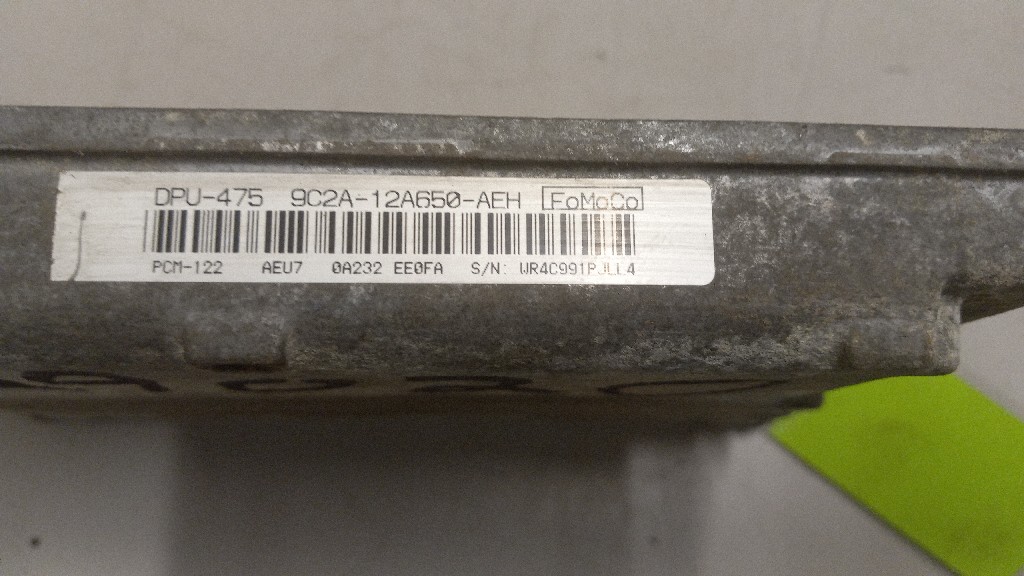 DPU-475 9C2A-12A650-AEH FoMoCo
PCM-122 AEU7 0A232 EE0FA S/N: WR4C991PJLL4